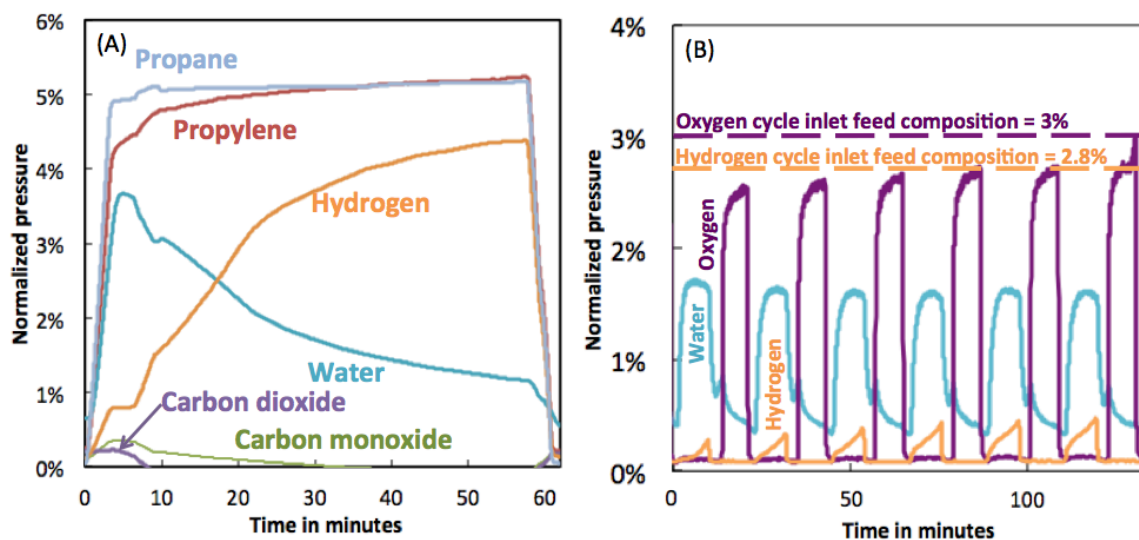 (A)
6%
5%
4%
3%
2%
1%
0%
Normalized pressure
Propane
Propylene
Hydrogen
Water
Carbon dioxide
Carbon monoxide
0 10 20 30 40 50 60
Time in minutes
(B)
4%
3%
2%
1%
0%
Normalized pressure
Oxygen cycle inlet feed composition = 3%
Hydrogen cycle inlet feed composition = 2.8%
Oxygen
Water
Hydrogen
0 50 100
Time in minutes